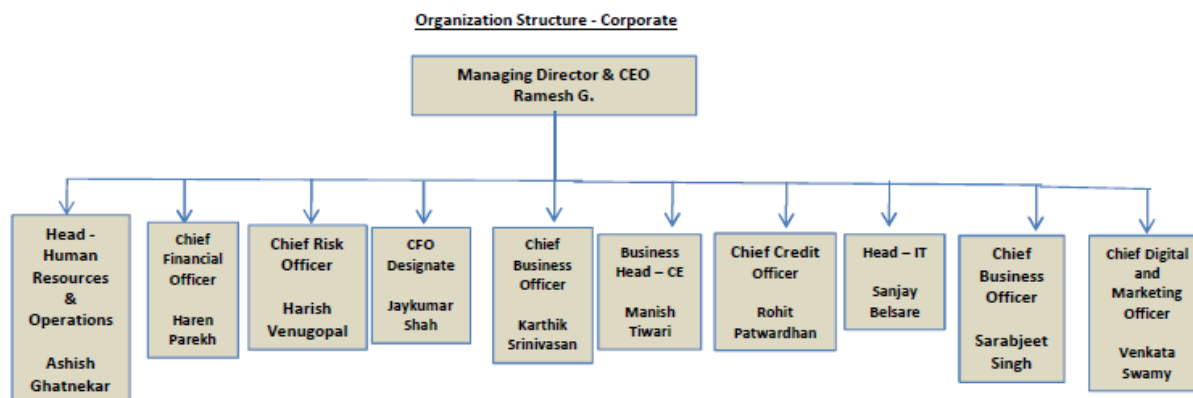 Organization Structure - Corporate
Managing Director & CEO
Ramesh G.
Head -
Human
Resources
&
Operations
Ashish
Ghatnekar
Chief
Financial
Officer
Haren
Parekh
Chief Risk
Officer
Harish
Venugopal
CFO
Designate
Jaykumar
Shah
Chief
Business
Officer
Karthik
Srinivasan
Business
Head – CE
Manish
Tiwari
Chief Credit
Officer
Rohit
Patwardhan
Head – IT
Sanjay
Belsare
Chief
Business
Officer
Sarabjeet
Singh
Chief Digital
and
Marketing
Officer
Venkata
Swamy